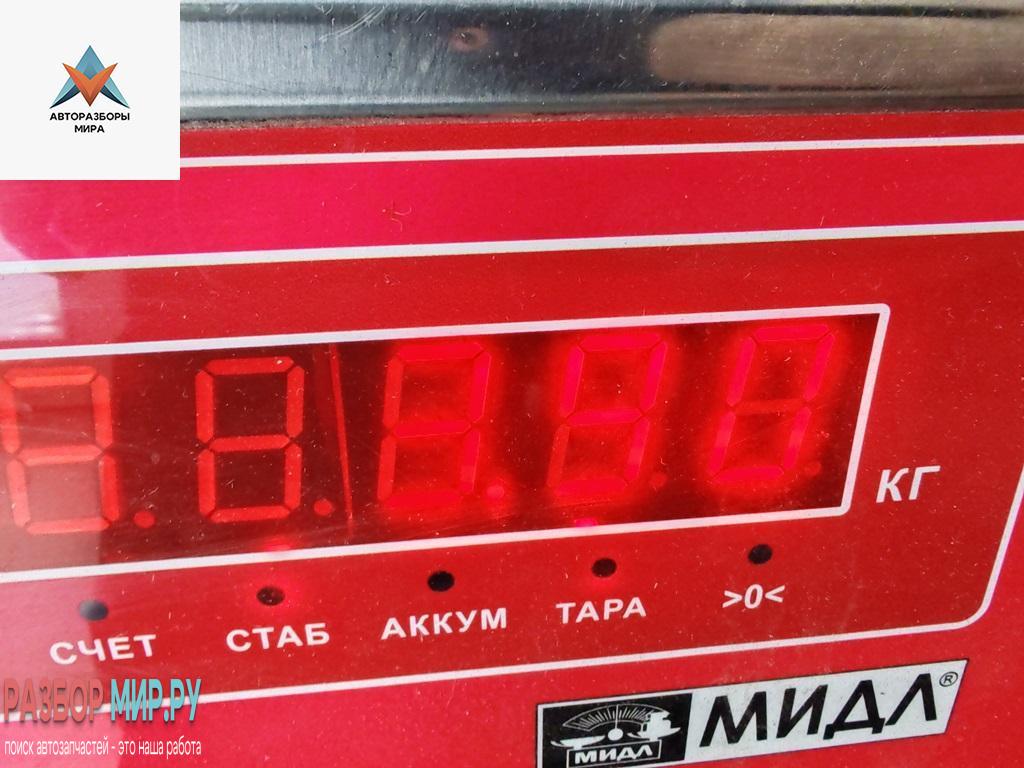 АВТОРАЗБОРЫ
МИРА
КГ
СЧЕТ СТАБ АККУМ ТАРА >0<
РАЗБОР МИР.РУ
поиск автозапчастей - это наша работа
МИДЛ
МИДЛ®